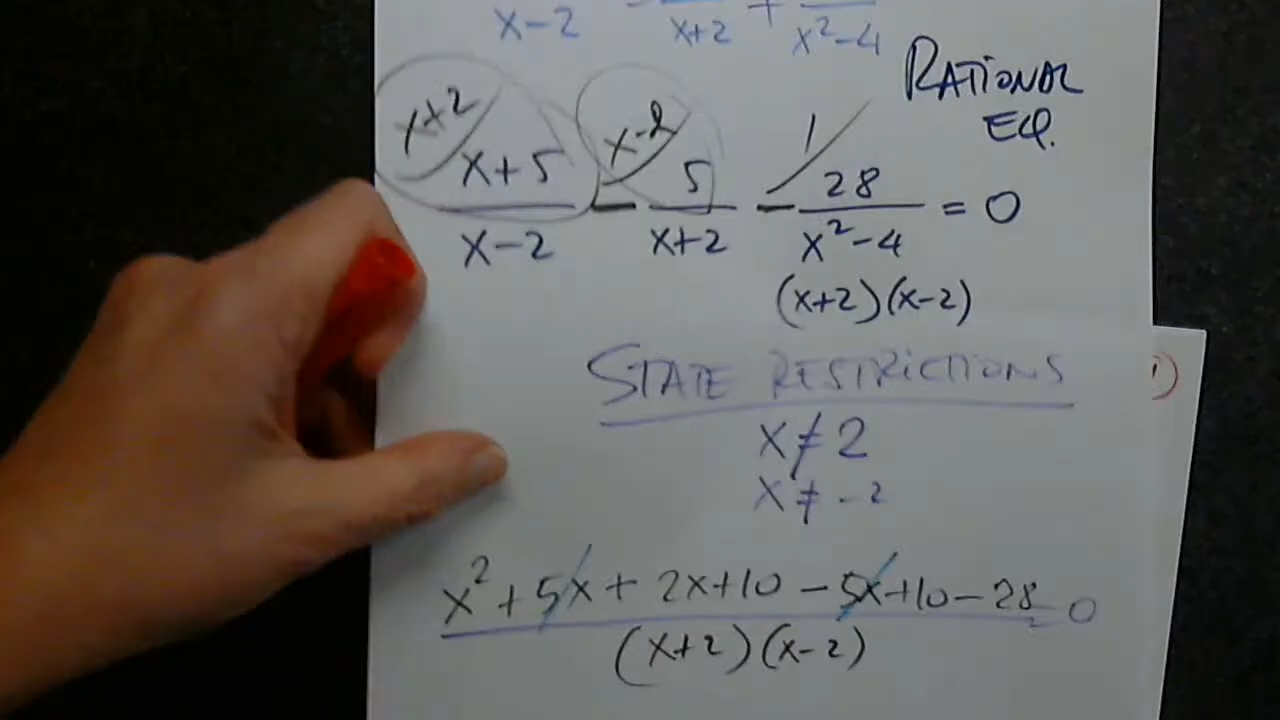 x-2 x+2 + x²-4
RATIONAL
EQ.
x+2 x-2 1
x+5 - 5 - 28 = 0
x-2 x+2 x²-4
(x+2)(x-2)
STATE RESTRICTIONS
1)
x≠2
x≠-2
x²+5x+2x+10-5x+10-28=0
(x+2)(x-2)